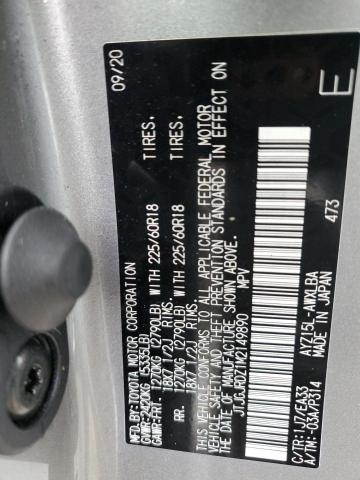 MFD.BY:TOYOTA MOTOR CORPORATION 09/20
GVWR:2420KG (5335LB)
GAWR:FRT. 1270KG (2790LB) WITH 225/60R18 TIRES,
18X7 1/2J RIMS.
RR. 1270KG (2790LB) WITH 225/60R18 TIRES,
18X7 1/2J RIMS.
THIS VEHICLE CONFORMS TO ALL APPLICABLE FEDERAL MOTOR
VEHICLE SAFETY AND THEFT PREVENTION STANDARDS IN EFFECT ON
THE DATE OF MANUFACTURE SHOWN ABOVE.
JTJGJRDZ1M2149890 MPV
C/TR:1J7/EA33 AYZ15L-AWXLBA
A/TM:-03A/P314 MADE IN JAPAN 473
E